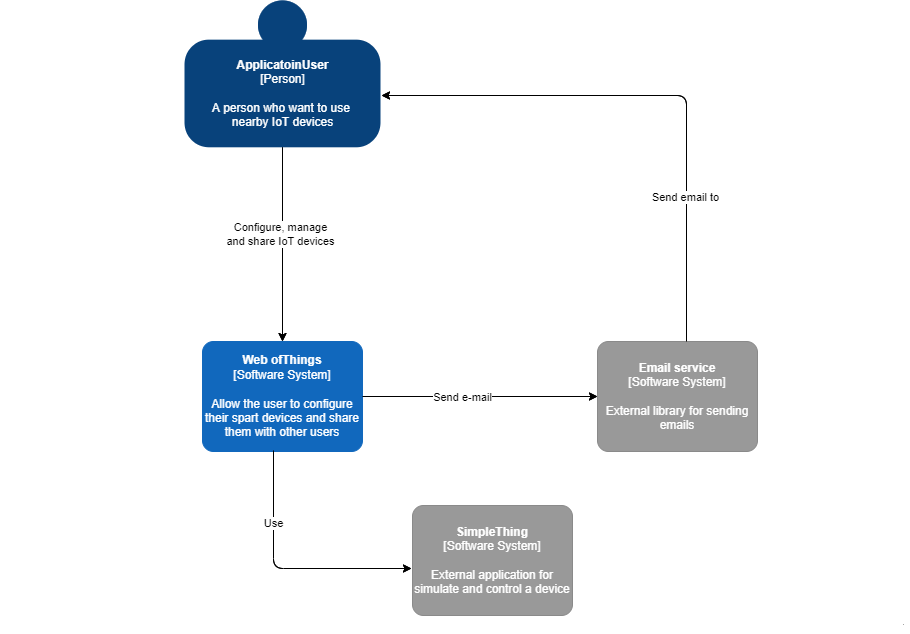 ApplicatoinUser
[Person]
A person who want to use
nearby IoT devices
Send email to
Configure, manage
and share IoT devices
Web ofThings
[Software System]
Allow the user to configure
their spart devices and share
them with other users
Send e-mail
Email service
[Software System]
External library for sending
emails
Use
SimpleThing
[Software System]
External application for
simulate and control a device